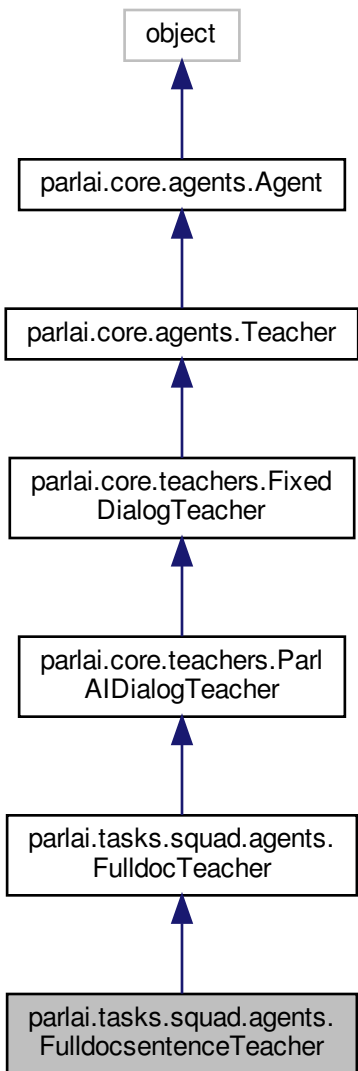 object
parlai.core.agents.Agent
parlai.core.agents.Teacher
parlai.core.teachers.Fixed
DialogTeacher
parlai.core.teachers.Parl
AIDialogTeacher
parlai.tasks.squad.agents.
FulldocTeacher
parlai.tasks.squad.agents.
FulldocsentenceTeacher